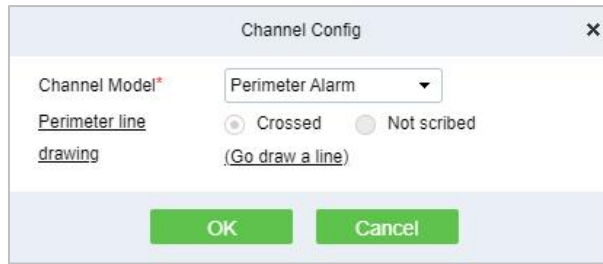 Channel Config ×
Channel Model* Perimeter Alarm
Perimeter line Crossed Not scribed
drawing (Go draw a line)
OK Cancel